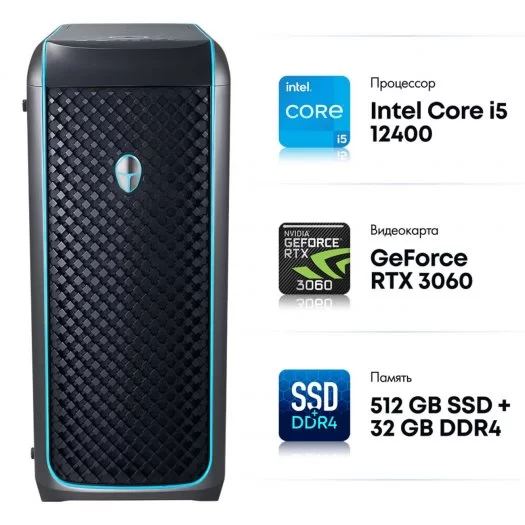 intel
CORE
i5
Процессор
Intel Core i5
12400
NVIDIA
GEFORCE
RTX
3060
Видеокарта
GeForce
RTX 3060
SSD
+
DDR4
Память
512 GB SSD +
32 GB DDR4